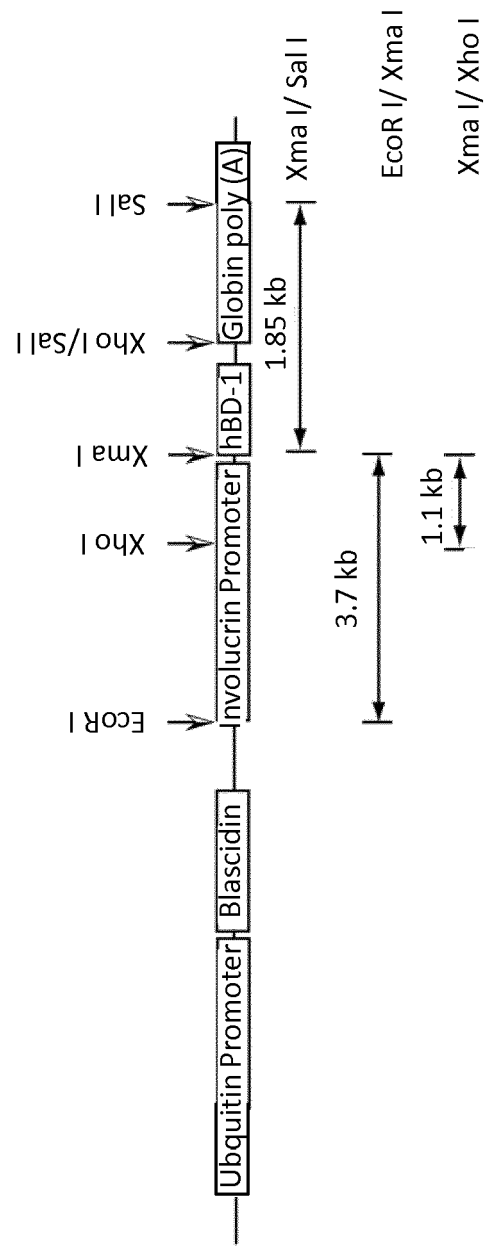 EcoR I
Xho I
Xma I
Xho I/Sal I
Sal I
Ubquitin Promoter
Blascidin
Involucrin Promoter
hBD-1
Globin poly (A)
1.85 kb
Xma I/ Sal I
3.7 kb
EcoR I/ Xma I
1.1 kb
Xma I/ Xho I